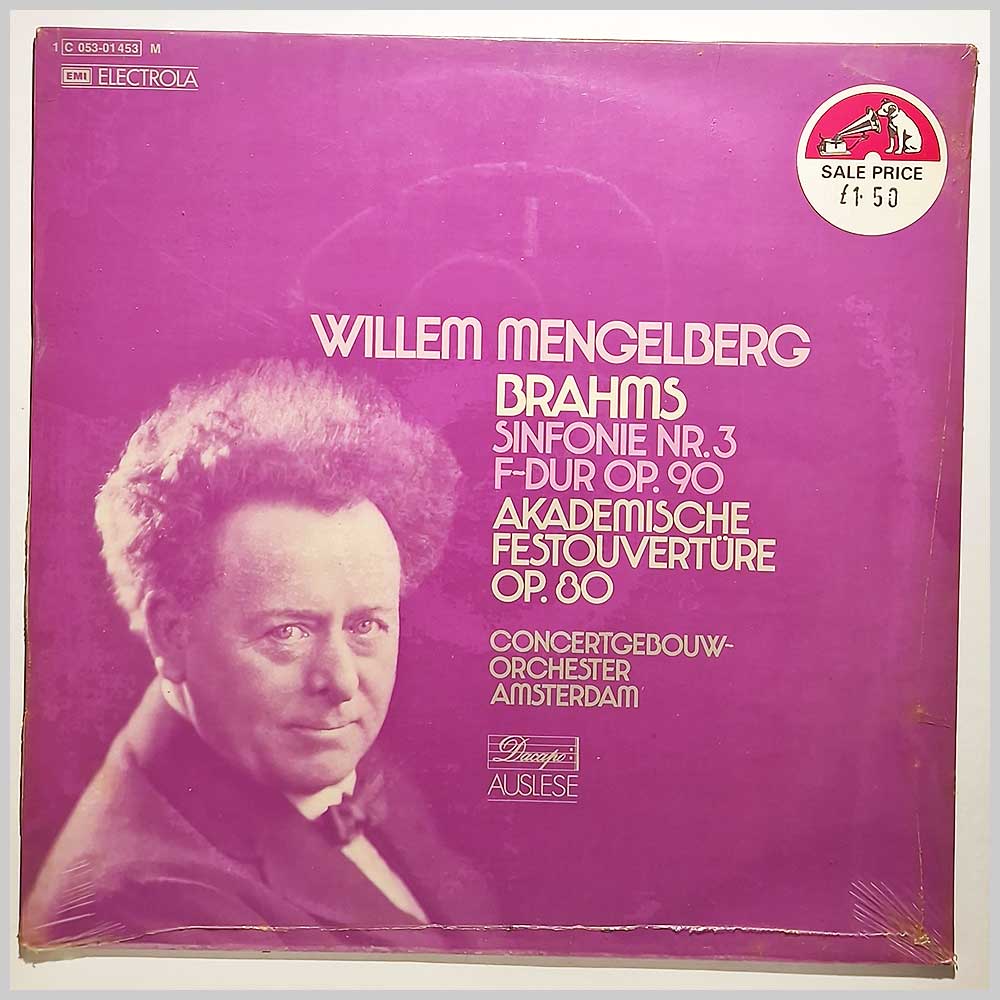 1 C 053-01453 M
EMI ELECTROLA
SALE PRICE
£1·50
WILLEM MENGELBERG
BRAHMS
SINFONIE NR. 3
F-DUR OP. 90
AKADEMISCHE
FESTOUVERTÜRE
OP. 80
CONCERTGEBOUW-
ORCHESTER
AMSTERDAM
Dacapo
AUSLESE